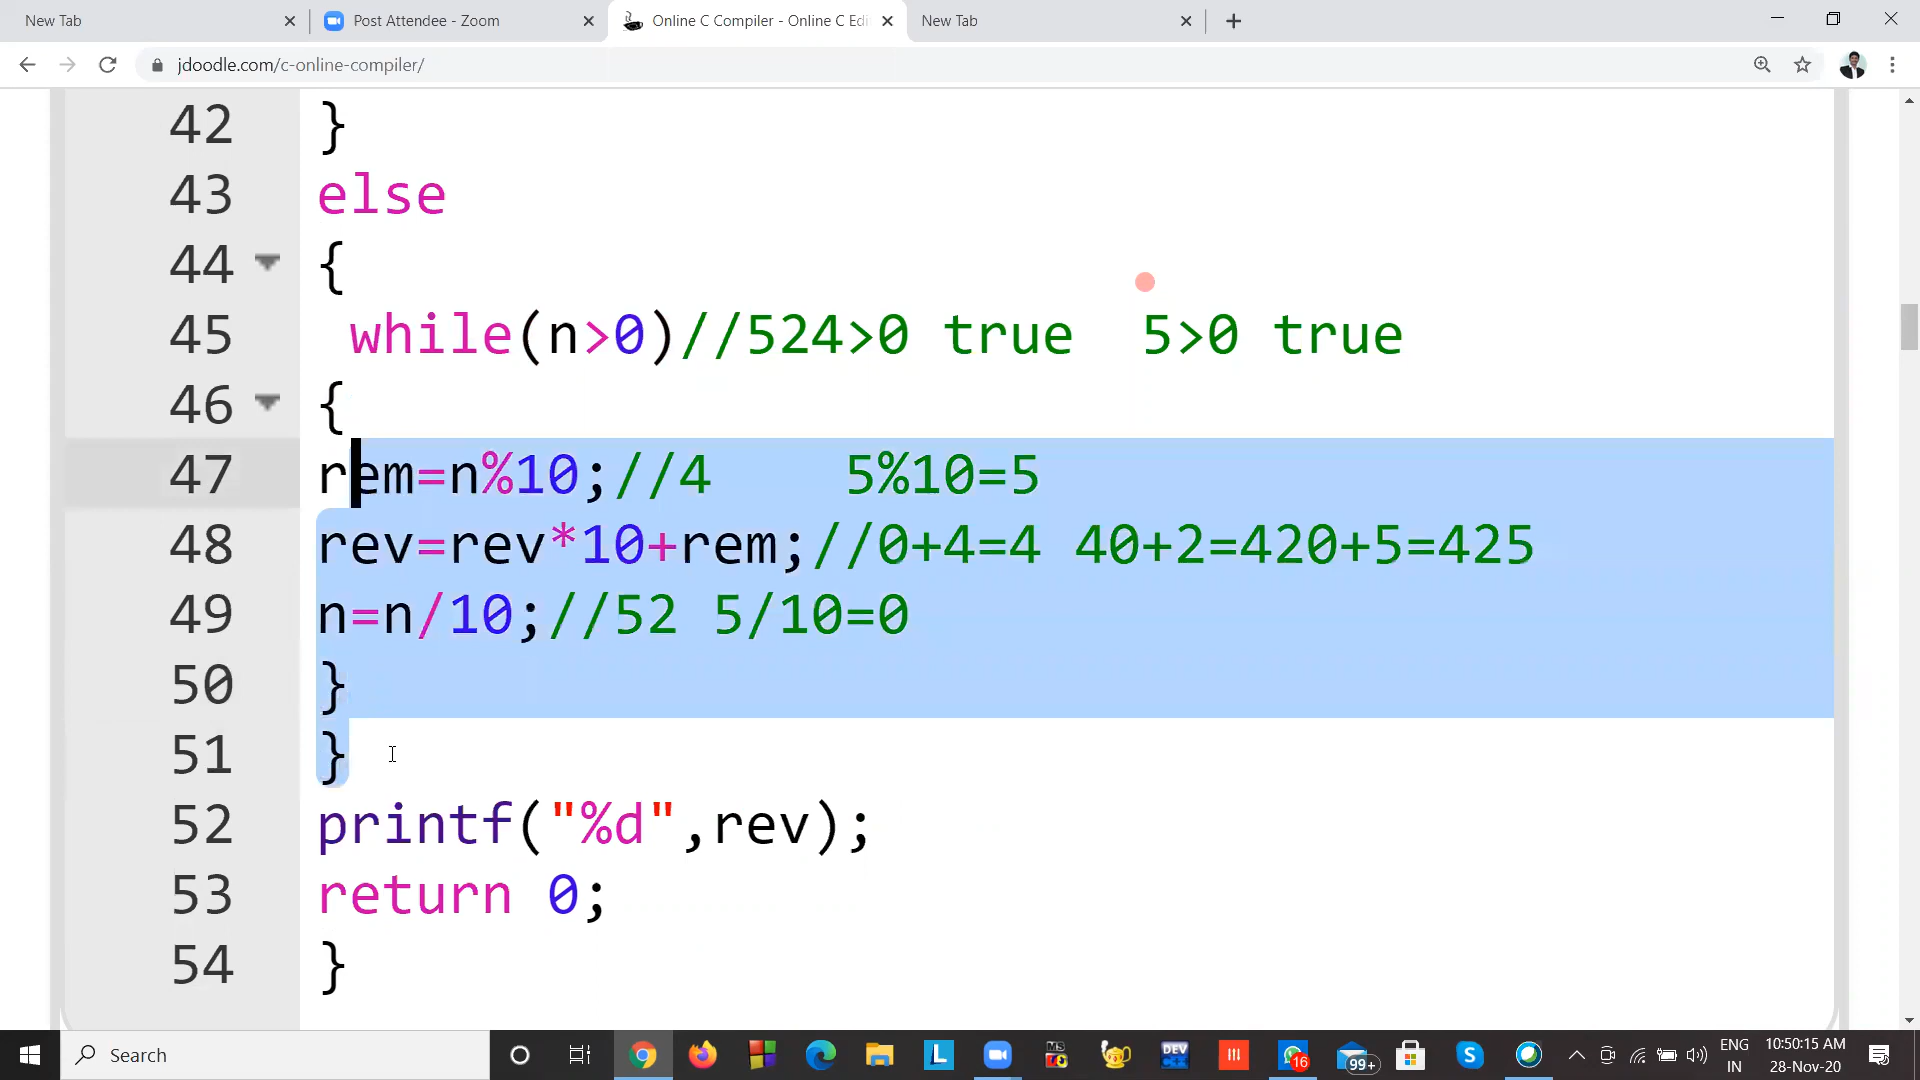 New Tab
Post Attendee - Zoom
Online C Compiler - Online C Edi
New Tab
jdoodle.com/c-online-compiler/
42 }
43 else
44 {
45 while(n>0)//524>0 true  5>0 true
46 {
47 rem=n%10;//4    5%10=5
48 rev=rev*10+rem;//0+4=4 40+2=420+5=425
49 n=n/10;//52 5/10=0
50 }
51 }
52 printf("%d",rev);
53 return 0;
54 }
Search
L
DEV
16
99+
S
ENG
IN
10:50:15 AM
28-Nov-20